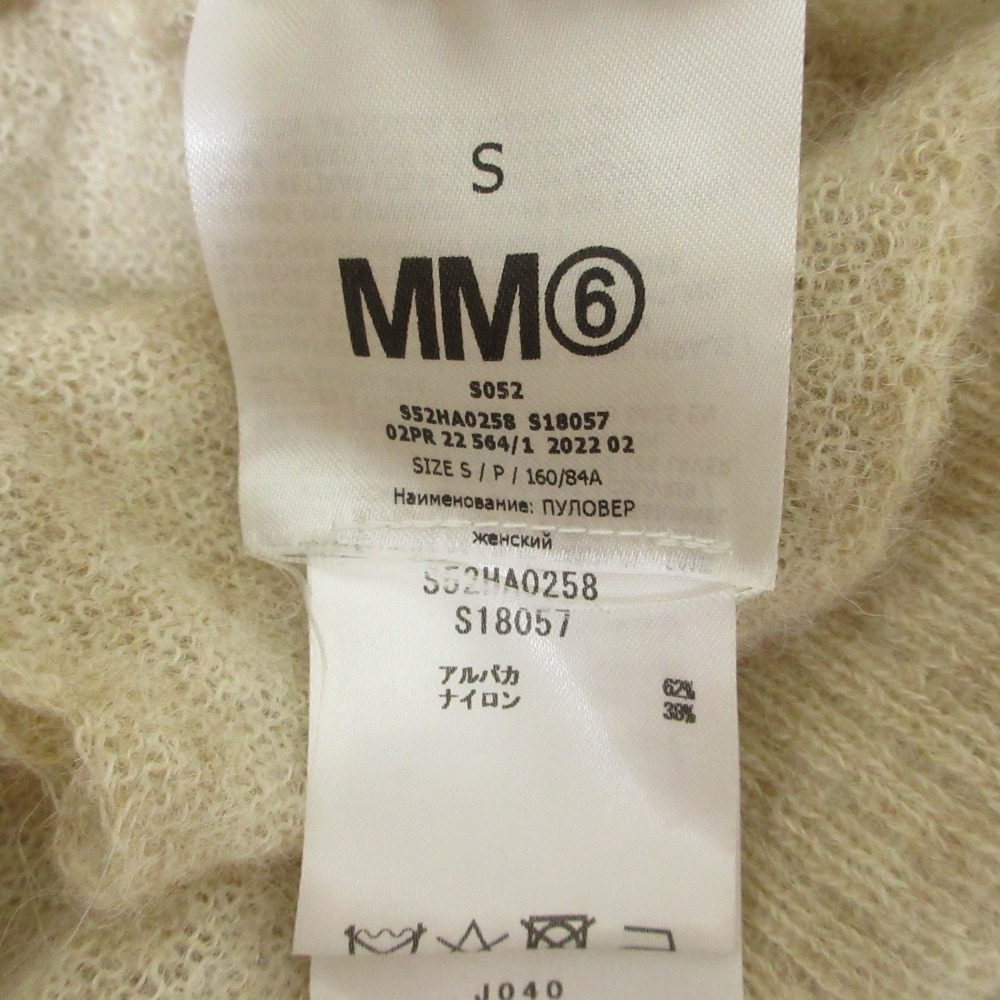 S
MM6
S052
S52HA0258 S18057
02PR 22 564/1 2022 02
SIZE S / P / 160/84A
Наименование: ПУЛОВЕР
женский
S52HA0258
S18057
アルパカ 62%
ナイロン 38%
J040